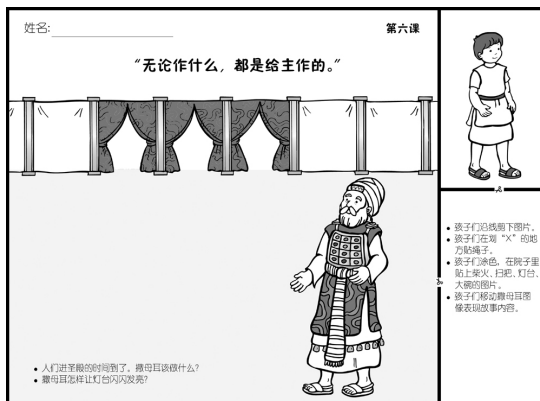 姓名:
第六课
“无论作什么，都是给主作的。”
• 人们进圣殿的时间到了。撒母耳该做什么?
• 撒母耳怎样让灯台闪闪发亮?
• 孩子们沿线剪下图片。
• 孩子们在划“X”的地
方贴绳子。
• 孩子们涂色，在院子里
贴上柴火、扫把、灯台、
大碗的图片。
• 孩子们移动撒母耳图
像表现故事内容。